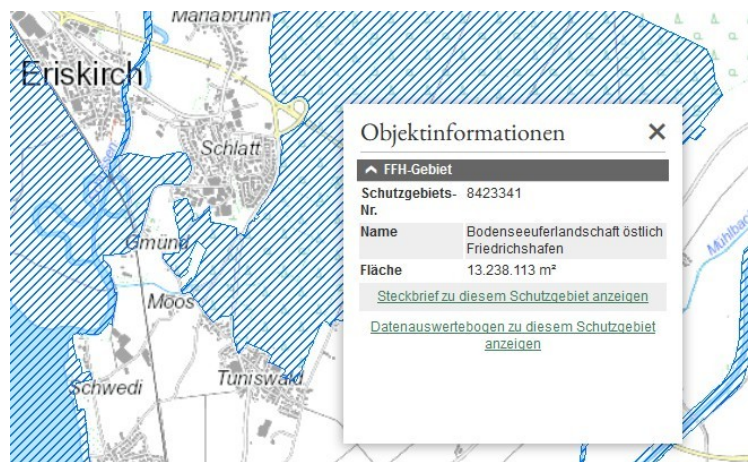 Mariabrunn
Eriskirch
Schlatt
Gmünd
Moos
Schwedi
Tuniswald
Objektinformationen
FFH-Gebiet
Schutzgebiets- 8423341
Nr.
Name Bodenseeuferlandschaft östlich
Friedrichshafen
Fläche 13.238.113 m²
Steckbrief zu diesem Schutzgebiet anzeigen
Datenauswertebogen zu diesem Schutzgebiet
anzeigen